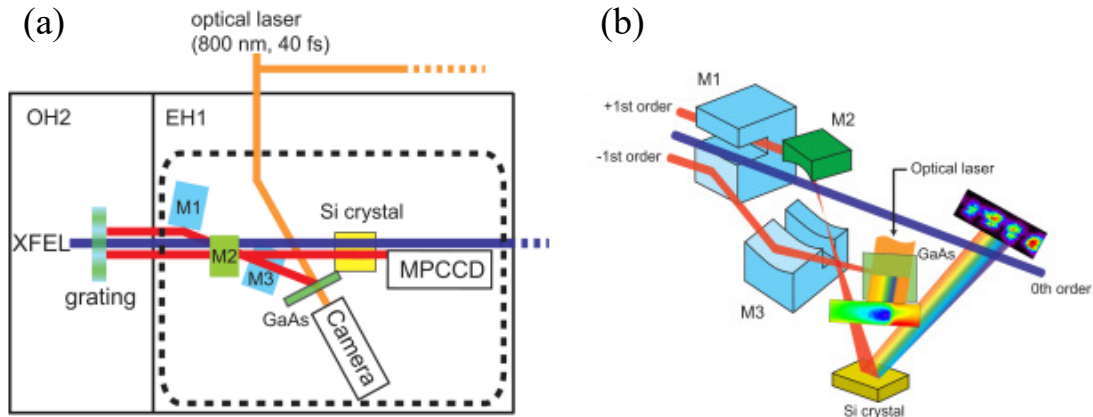 (a)
optical laser
(800 nm, 40 fs)
OH2
EH1
M1
Si crystal
XFEL
M2
M3
MPCCD
grating
GaAs
Camera
(b)
M1
+1st order
M2
-1st order
Optical laser
GaAs
M3
0th order
Si crystal